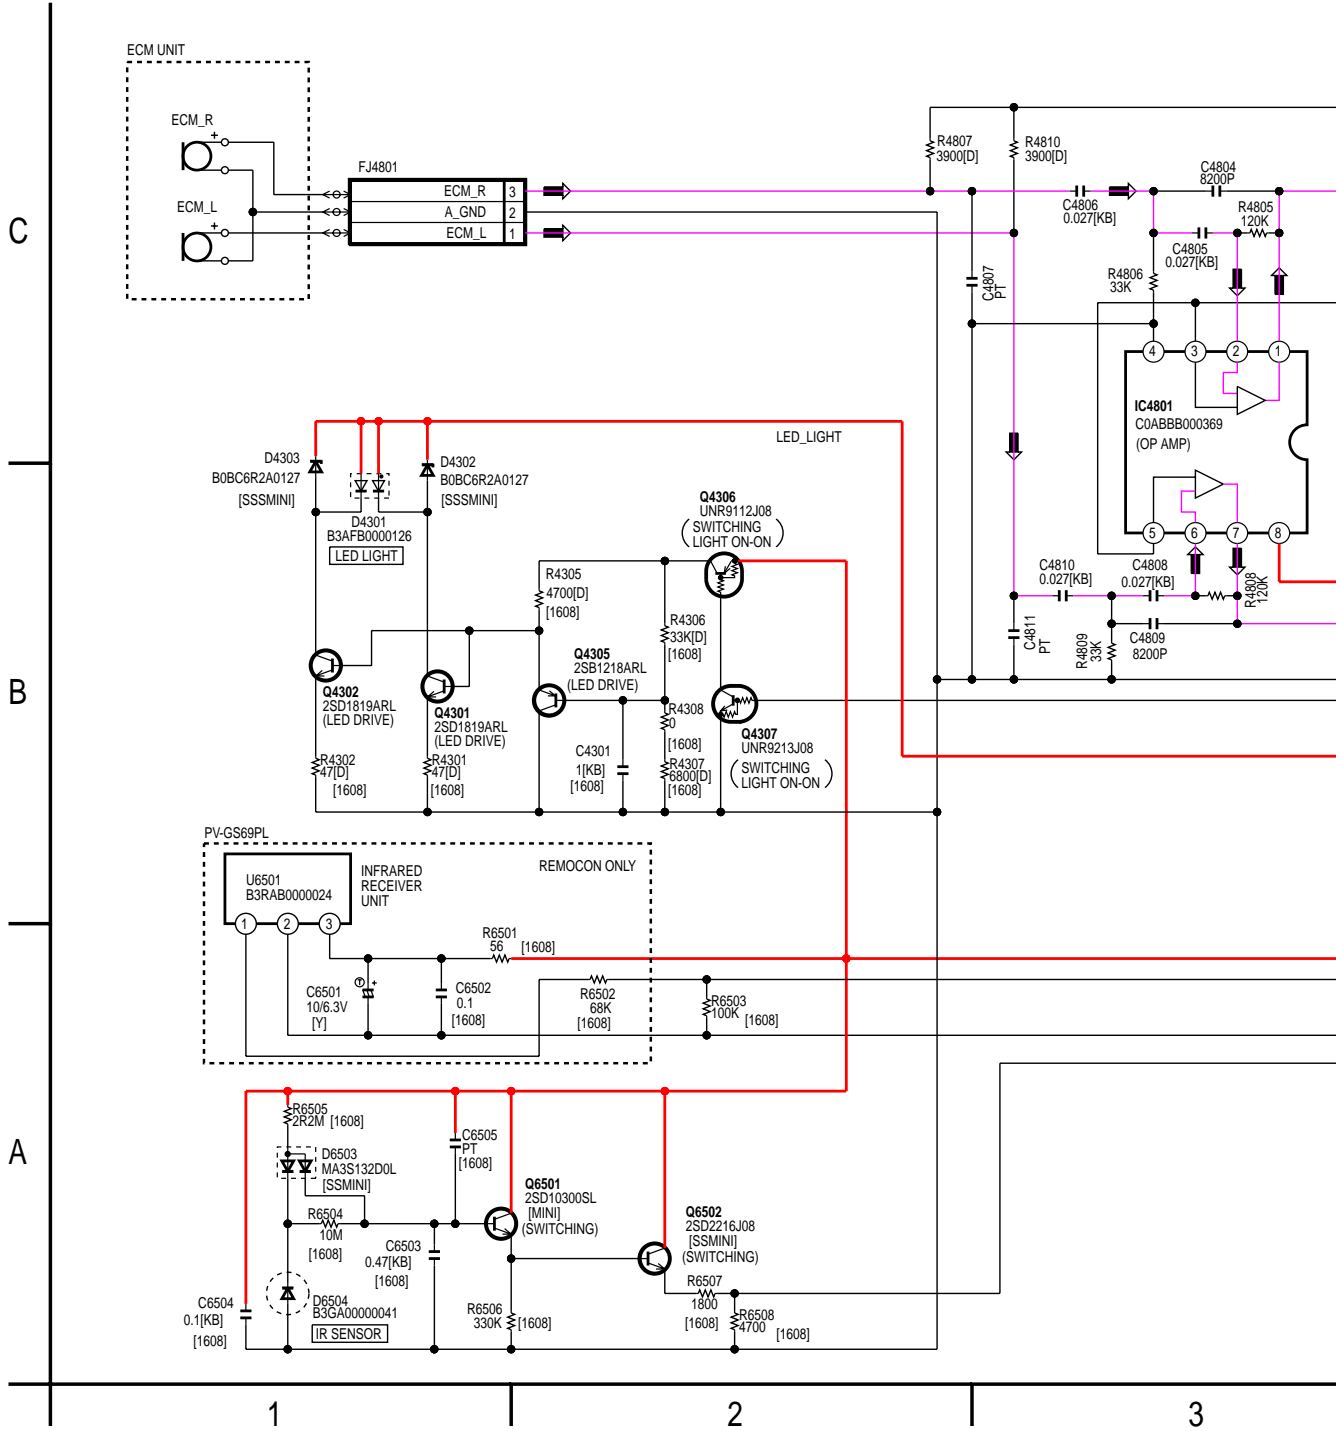 ECM UNIT
ECM_R
+
ECM_L
+
FJ4801
ECM_R 3
A_GND 2
ECM_L 1
R4807
3900[D]
R4810
3900[D]
C4806
0.027[KB]
C4804
8200P
R4805
120K
C4805
0.027[KB]
R4806
33K
C4807
PT
C
4 3 2 1
IC4801
C0ABBB000369
(OP AMP)
5 6 7 8
LED_LIGHT
D4303
B0BC6R2A0127
[SSSMINI]
D4302
B0BC6R2A0127
[SSSMINI]
D4301
B3AFB0000126
LED LIGHT
Q4306
UNR9112J08
(SWITCHING
LIGHT ON-ON)
R4305
4700[D]
[1608]
R4306
33K[D]
[1608]
C4810
0.027[KB]
C4808
0.027[KB]
R4808
120K
C4811
PT
R4809
33K
C4809
8200P
B
Q4302
2SD1819ARL
(LED DRIVE)
Q4301
2SD1819ARL
(LED DRIVE)
Q4305
2SB1218ARL
(LED DRIVE)
R4308
0
[1608]
R4307
6800[D]
[1608]
Q4307
UNR9213J08
(SWITCHING
LIGHT ON-ON)
R4302
47[D]
[1608]
R4301
47[D]
[1608]
C4301
1[KB]
[1608]
PV-GS69PL
REMOCON ONLY
U6501
B3RAB0000024
INFRARED
RECEIVER
UNIT
1 2 3
R6501
56 [1608]
C6501
10/6.3V
[Y]
T +
C6502
0.1
[1608]
R6502
68K
[1608]
R6503
100K
[1608]
A
R6505
2R2M [1608]
D6503
MA3S132D0L
[SSMINI]
C6505
PT
[1608]
R6504
10M
[1608]
Q6501
2SD10300SL
[MINI]
(SWITCHING)
Q6502
2SD2216J08
[SSMINI]
(SWITCHING)
C6503
0.47[KB]
[1608]
C6504
0.1[KB]
[1608]
D6504
B3GA00000041
IR SENSOR
R6506
330K
[1608]
R6507
1800
[1608]
R6508
4700
[1608]
1 2 3